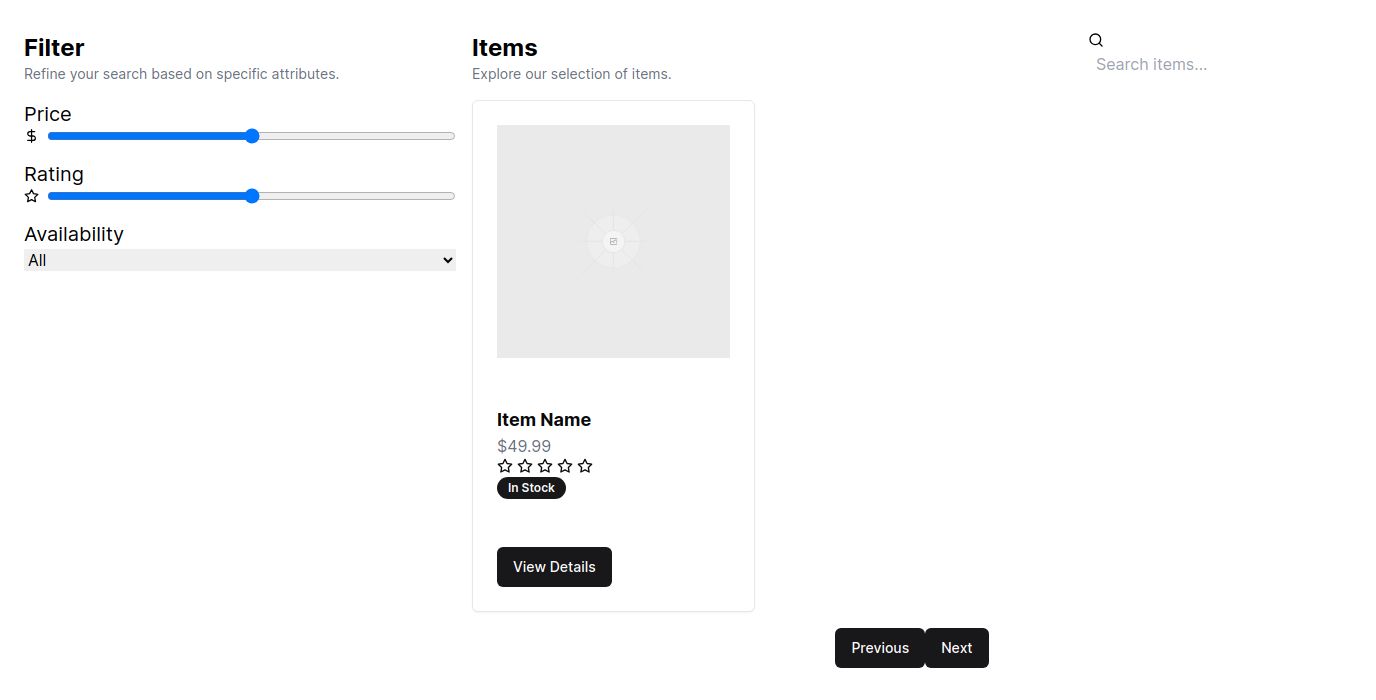 Filter
Refine your search based on specific attributes.
Price
$
Rating
Availability
All
Items
Explore our selection of items.
Search items...
Item Name
$49.99
In Stock
View Details
Previous
Next